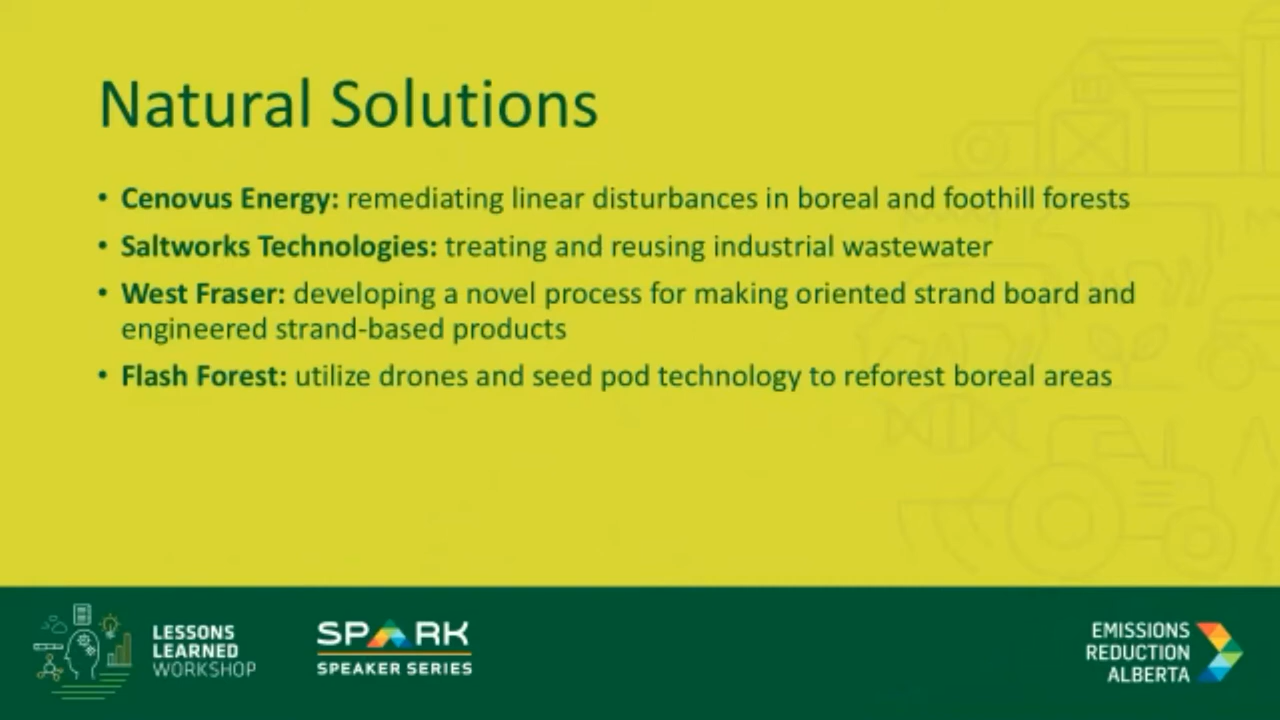 Natural Solutions
• Cenovus Energy: remediating linear disturbances in boreal and foothill forests
• Saltworks Technologies: treating and reusing industrial wastewater
• West Fraser: developing a novel process for making oriented strand board and
engineered strand-based products
• Flash Forest: utilize drones and seed pod technology to reforest boreal areas
LESSONS
LEARNED
WORKSHOP
SPARK
SPEAKER SERIES
EMISSIONS
REDUCTION
ALBERTA